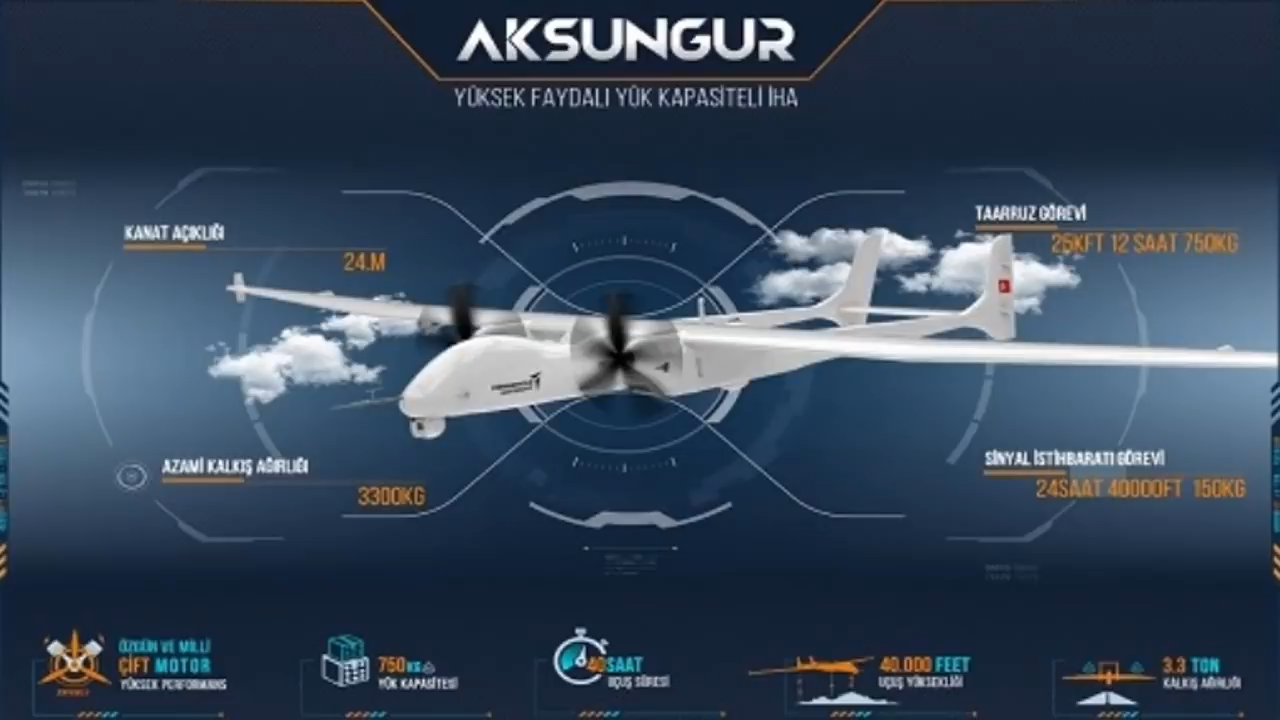 AKSUNGUR
YÜKSEK FAYDALI YÜK KAPASİTELİ İHA
KANAT AÇIKLIĞI
24.M
TAARRUZ GÖREVİ
25KFT 12 SAAT 750KG
AZAMİ KALKIŞ AĞIRLIĞI
3300KG
SİNYAL İSTİHBARATI GÖREVİ
24SAAT 40000FT 150KG
ÖZGÜN VE MİLLİ
ÇİFT MOTOR
YÜKSEK PERFORMANS
750KG
YÜK KAPASİTESİ
40SAAT
UÇUŞ SÜRESİ
40.000 FEET
UÇUŞ YÜKSEKLİĞİ
3.3 TON
KALKIŞ AĞIRLIĞI